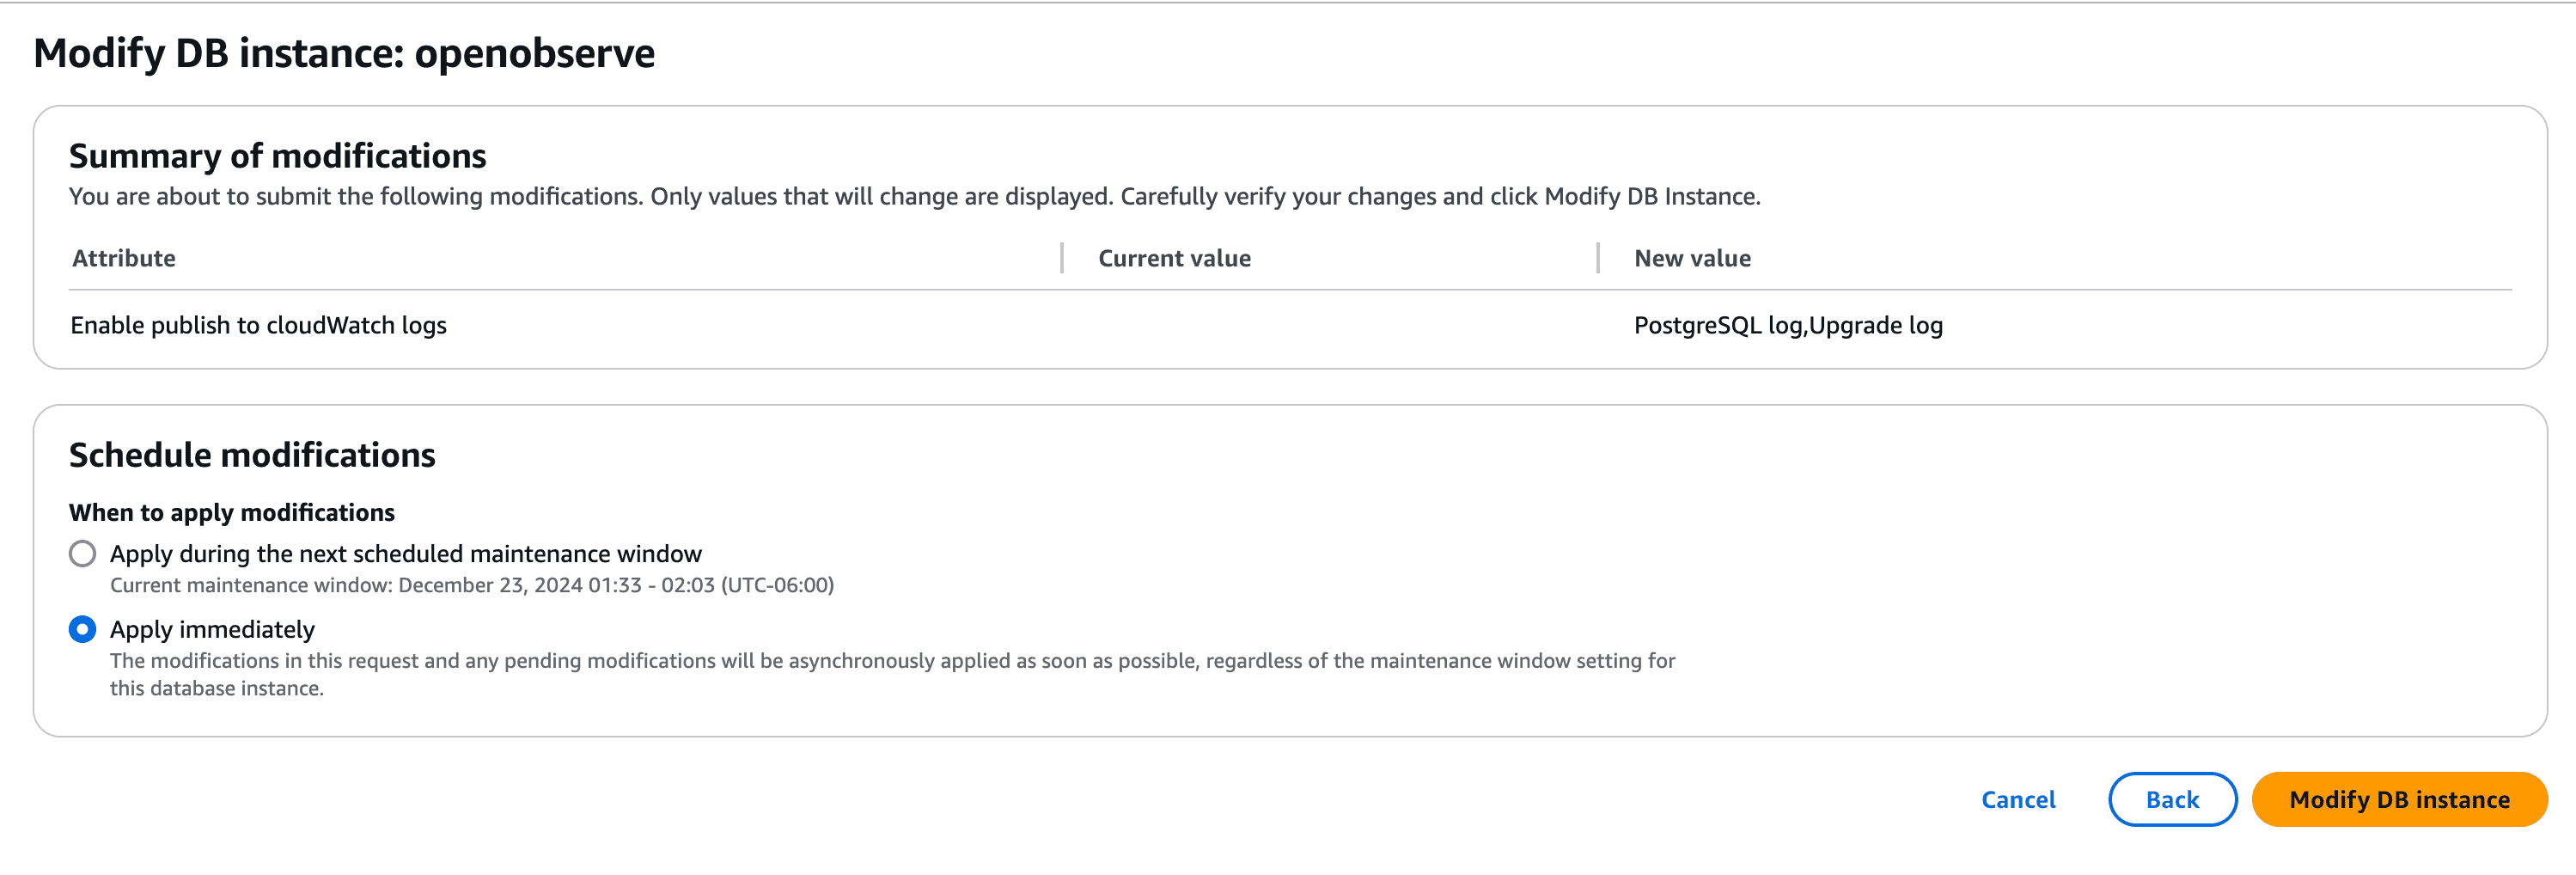 Modify DB instance: openobserve
Summary of modifications
You are about to submit the following modifications. Only values that will change are displayed. Carefully verify your changes and click Modify DB Instance.
Attribute Current value New value
Enable publish to cloudWatch logs PostgreSQL log,Upgrade log
Schedule modifications
When to apply modifications
Apply during the next scheduled maintenance window
Current maintenance window: December 23, 2024 01:33 - 02:03 (UTC-06:00)
Apply immediately
The modifications in this request and any pending modifications will be asynchronously applied as soon as possible, regardless of the maintenance window setting for
this database instance.
Cancel Back Modify DB instance